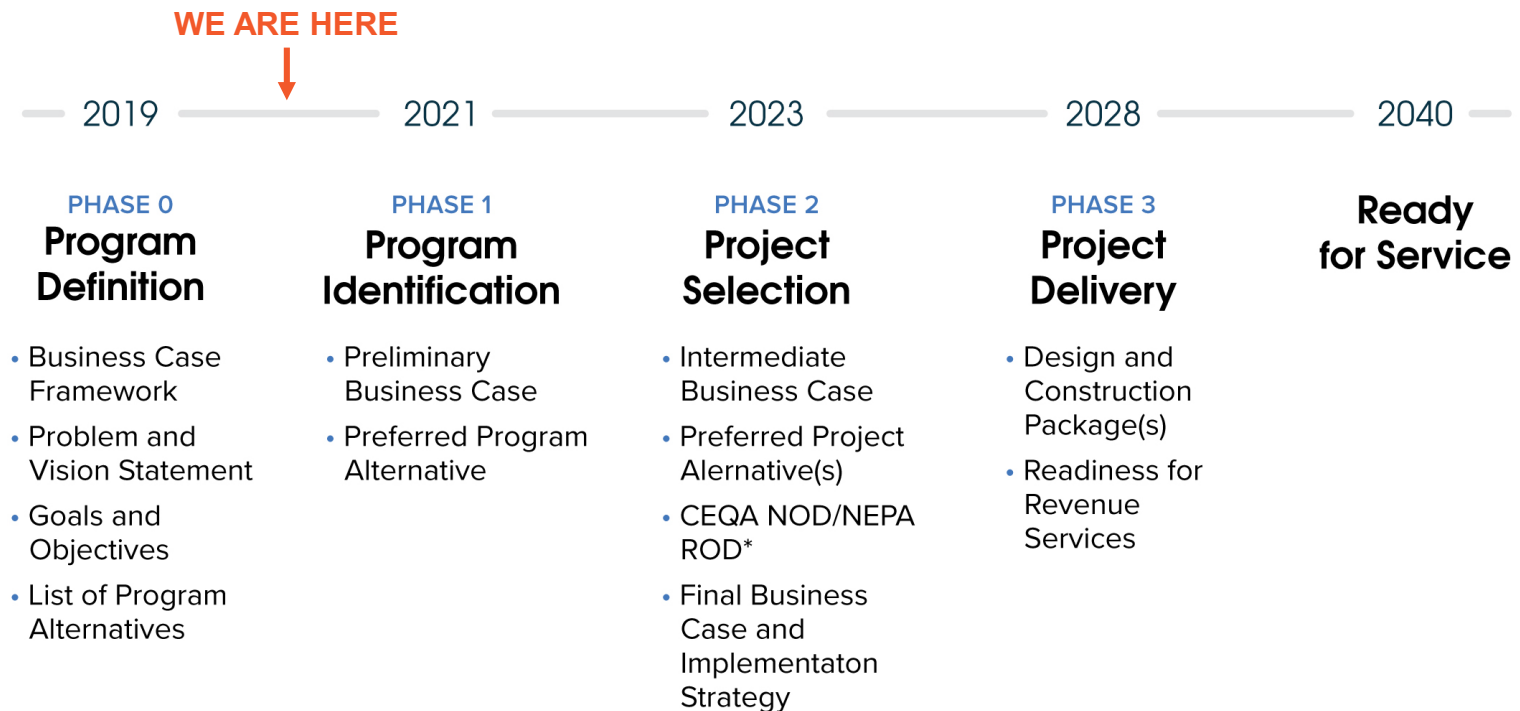 WE ARE HERE
2019
2021
2023
2028
2040
PHASE 0
Program
Definition
• Business Case
Framework
• Problem and
Vision Statement
• Goals and
Objectives
• List of Program
Alternatives
PHASE 1
Program
Identification
• Preliminary
Business Case
• Preferred Program
Alternative
PHASE 2
Project
Selection
• Intermediate
Business Case
• Preferred Project
Alernative(s)
• CEQA NOD/NEPA
ROD*
• Final Business
Case and
Implementaton
Strategy
PHASE 3
Project
Delivery
• Design and
Construction
Package(s)
• Readiness for
Revenue
Services
Ready
for Service